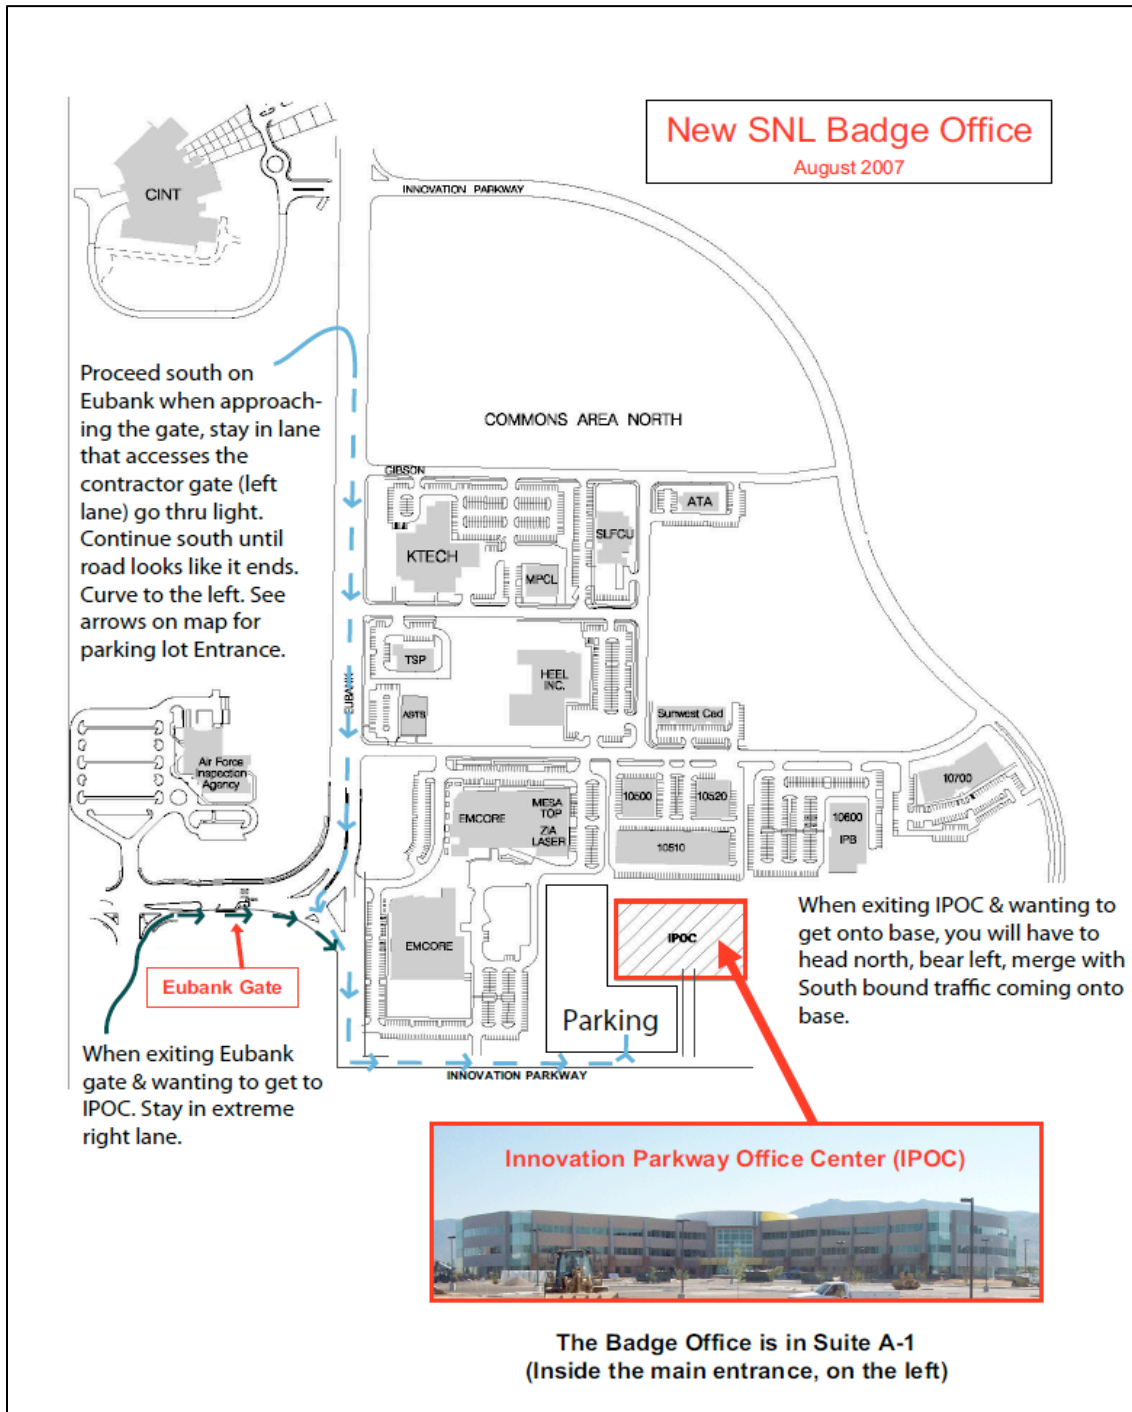 New SNL Badge Office
August 2007
CINT
INNOVATION PARKWAY
Proceed south on
Eubank when approach-
ing the gate, stay in lane
that accesses the
contractor gate (left
lane) go thru light.
Continue south until
road looks like it ends.
Curve to the left. See
arrows on map for
parking lot Entrance.
COMMONS AREA NORTH
GIBSON
KTECH
MPCL
SLFCU
ATA
TSP
ASTS
HEEL
INC.
Sunwest Cad
EUBANK
Air Force
Inspection
Agency
EMCORE
MESA
TOP
ZIA
LASER
10500
10520
10510
10600
IPB
10700
EMCORE
IPOC
Parking
Eubank Gate
When exiting IPOC & wanting to
get onto base, you will have to
head north, bear left, merge with
South bound traffic coming onto
base.
When exiting Eubank
gate & wanting to get to
IPOC. Stay in extreme
right lane.
INNOVATION PARKWAY
Innovation Parkway Office Center (IPOC)
The Badge Office is in Suite A-1
(Inside the main entrance, on the left)